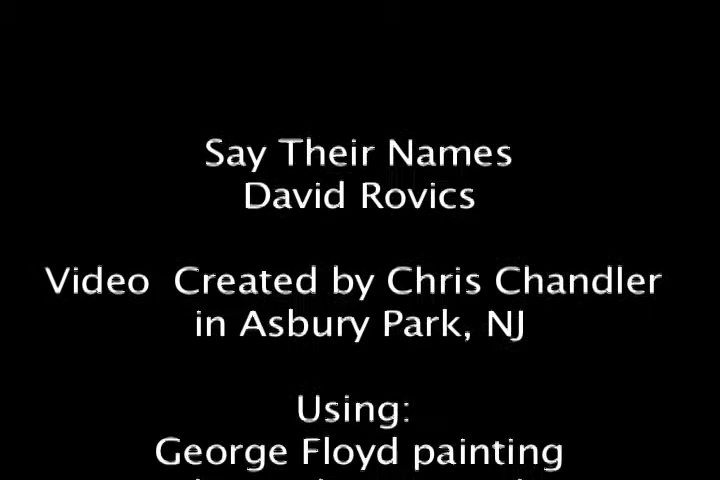 Say Their Names
David Rovics
Video Created by Chris Chandler
in Asbury Park, NJ
Using:
George Floyd painting